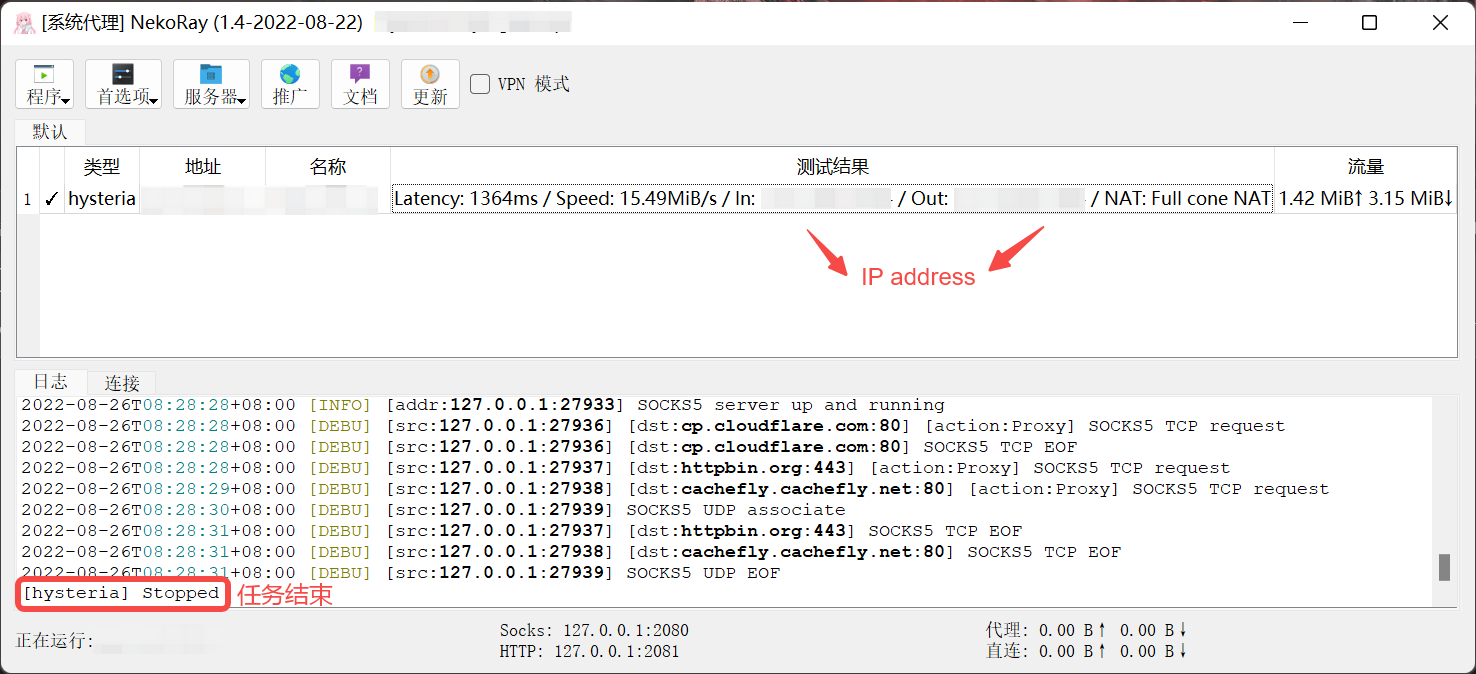 [系统代理] NekoRay (1.4-2022-08-22)
程序 首选项 服务器 推广 文档 更新 VPN 模式
默认
类型 地址 名称 测试结果 流量
1 ✓ hysteria Latency: 1364ms / Speed: 15.49MiB/s / In: / Out: / NAT: Full cone NAT 1.42 MiB↑ 3.15 MiB↓
IP address
日志 连接
2022-08-26T08:28:28+08:00 [INFO] [addr:127.0.0.1:27933] SOCKS5 server up and running
2022-08-26T08:28:28+08:00 [DEBU] [src:127.0.0.1:27936] [dst:cp.cloudflare.com:80] [action:Proxy] SOCKS5 TCP request
2022-08-26T08:28:28+08:00 [DEBU] [src:127.0.0.1:27936] [dst:cp.cloudflare.com:80] SOCKS5 TCP EOF
2022-08-26T08:28:28+08:00 [DEBU] [src:127.0.0.1:27937] [dst:httpbin.org:443] [action:Proxy] SOCKS5 TCP request
2022-08-26T08:28:29+08:00 [DEBU] [src:127.0.0.1:27938] [dst:cachefly.cachefly.net:80] [action:Proxy] SOCKS5 TCP request
2022-08-26T08:28:30+08:00 [DEBU] [src:127.0.0.1:27939] SOCKS5 UDP associate
2022-08-26T08:28:31+08:00 [DEBU] [src:127.0.0.1:27937] [dst:httpbin.org:443] SOCKS5 TCP EOF
2022-08-26T08:28:31+08:00 [DEBU] [src:127.0.0.1:27938] [dst:cachefly.cachefly.net:80] SOCKS5 TCP EOF
2022-08-26T08:28:31+08:00 [DEBU] [src:127.0.0.1:27939] SOCKS5 UDP EOF
[hysteria] Stopped 任务结束
正在运行:
Socks: 127.0.0.1:2080
HTTP: 127.0.0.1:2081
代理: 0.00 B↑ 0.00 B↓
直连: 0.00 B↑ 0.00 B↓